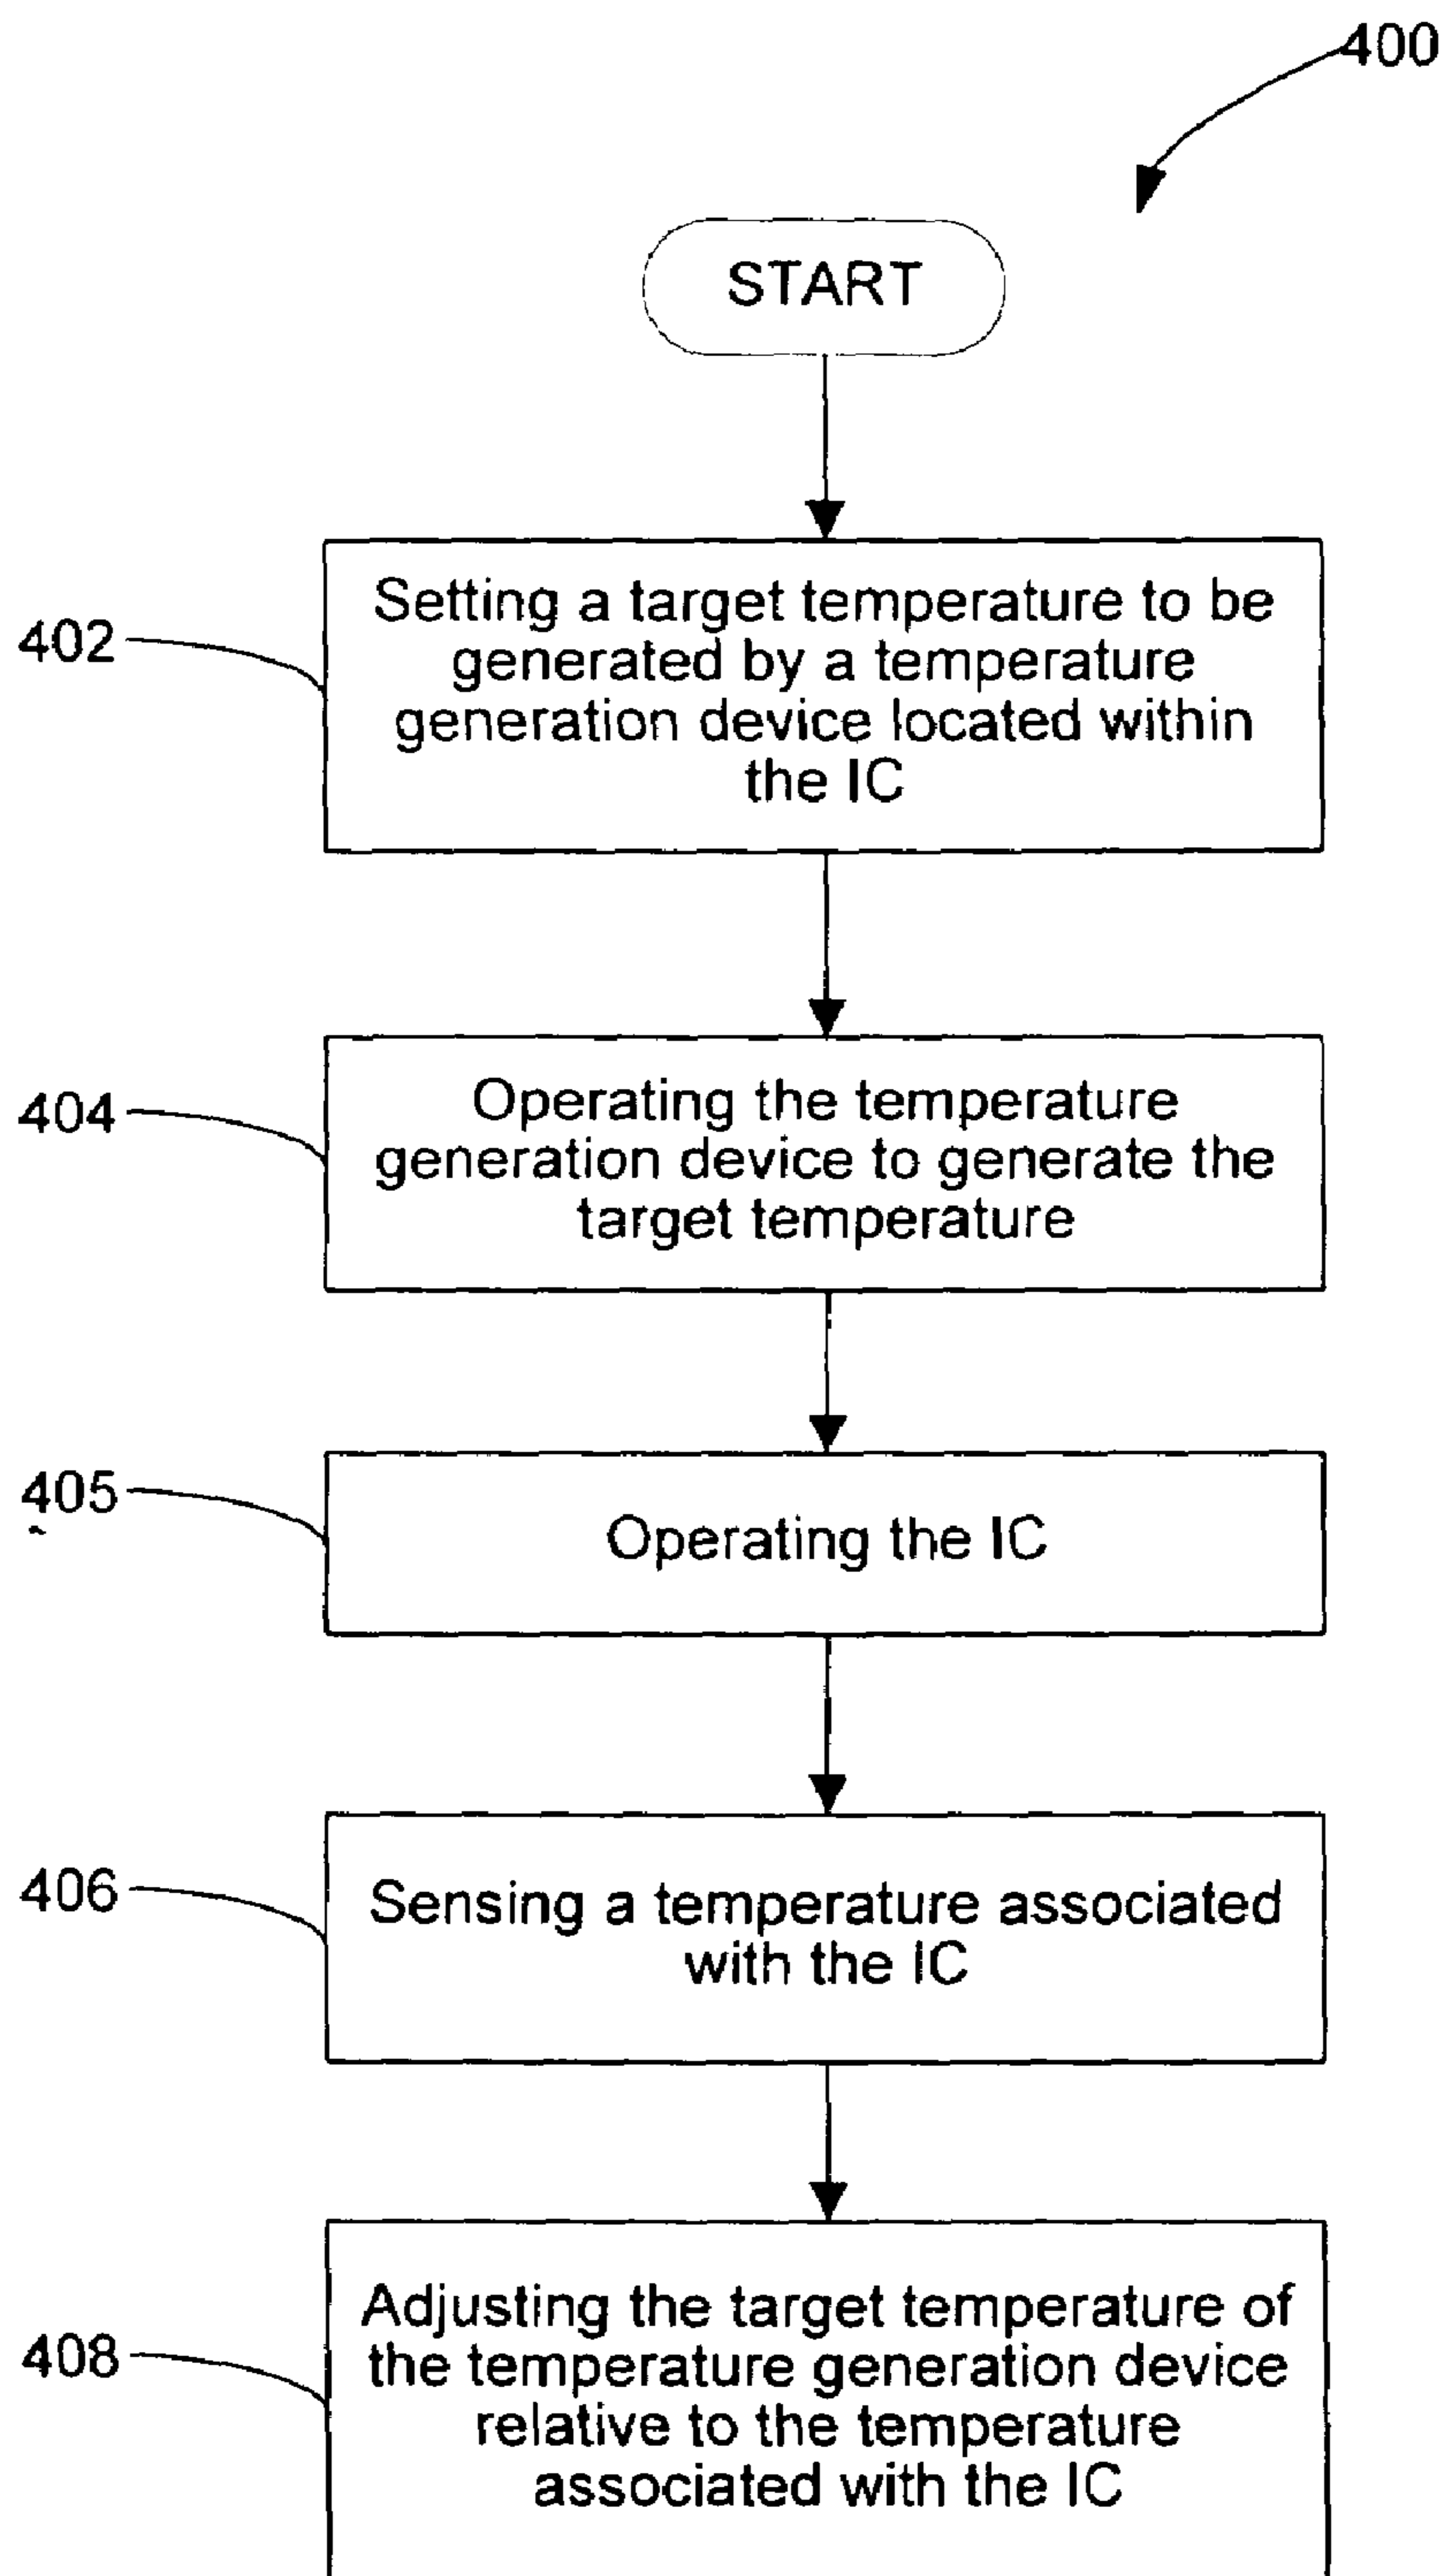 400
START
402
Setting a target temperature to be
generated by a temperature
generation device located within
the IC
404
Operating the temperature
generation device to generate the
target temperature
405
Operating the IC
406
Sensing a temperature associated
with the IC
408
Adjusting the target temperature of
the temperature generation device
relative to the temperature
associated with the IC